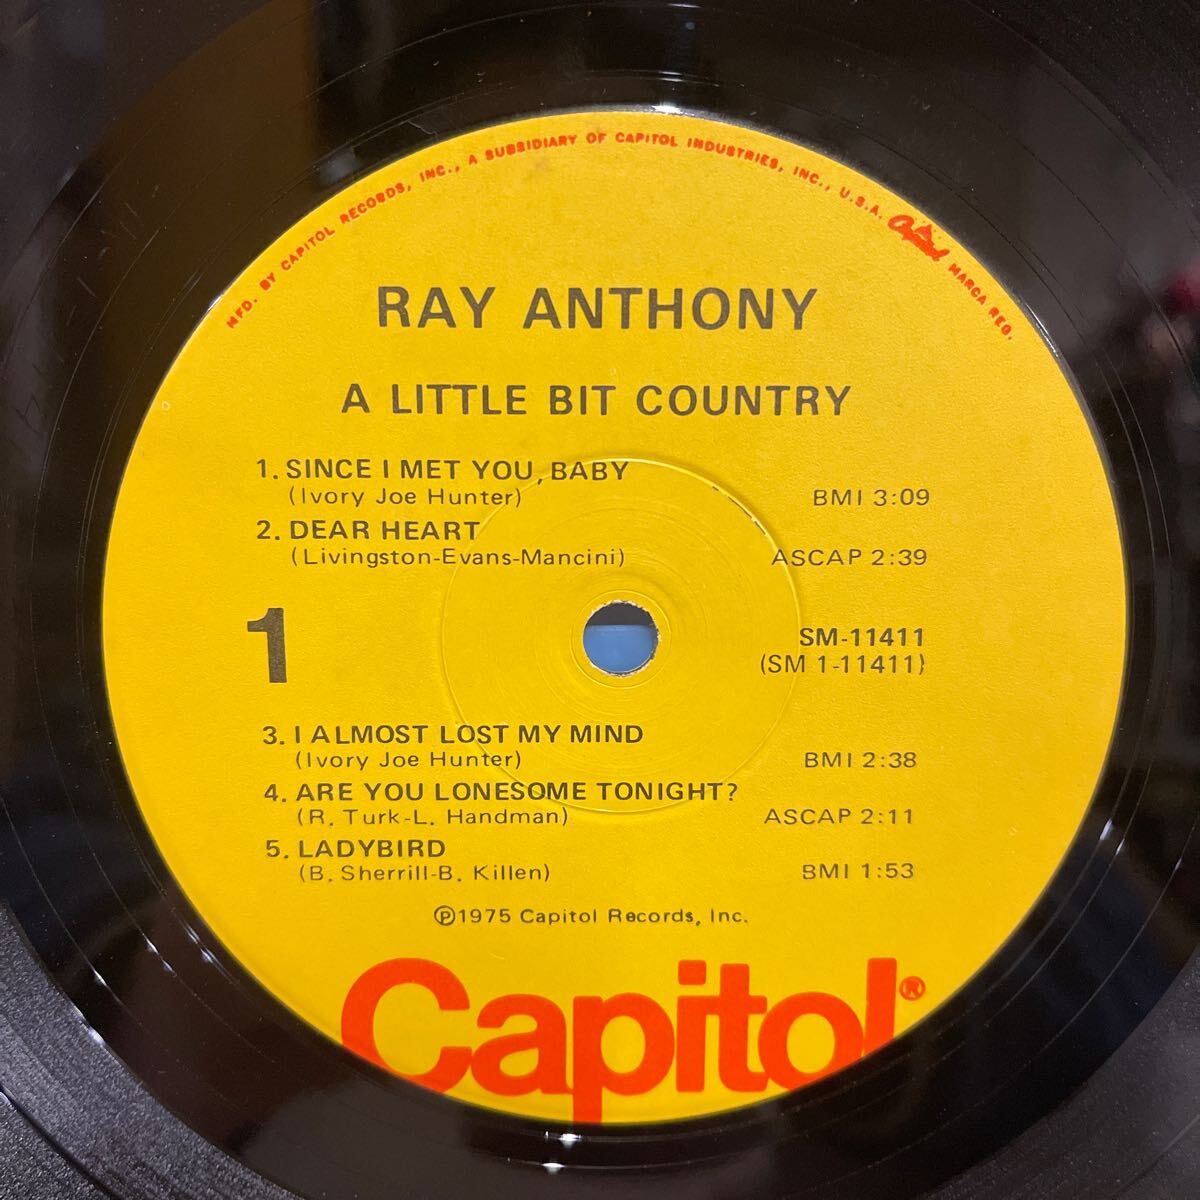 MFD. BY CAPITOL RECORDS, INC., A SUBSIDIARY OF CAPITOL INDUSTRIES, INC., U.S.A. Capitol MARCA REG.
RAY ANTHONY
A LITTLE BIT COUNTRY
1. SINCE I MET YOU, BABY
(Ivory Joe Hunter) BMI 3:09
2. DEAR HEART
(Livingston-Evans-Mancini) ASCAP 2:39
1
SM-11411
(SM 1-11411)
3. I ALMOST LOST MY MIND
(Ivory Joe Hunter) BMI 2:38
4. ARE YOU LONESOME TONIGHT?
(R. Turk-L. Handman) ASCAP 2:11
5. LADYBIRD
(B. Sherrill-B. Killen) BMI 1:53
Ⓟ1975 Capitol Records, Inc.
Capitol®